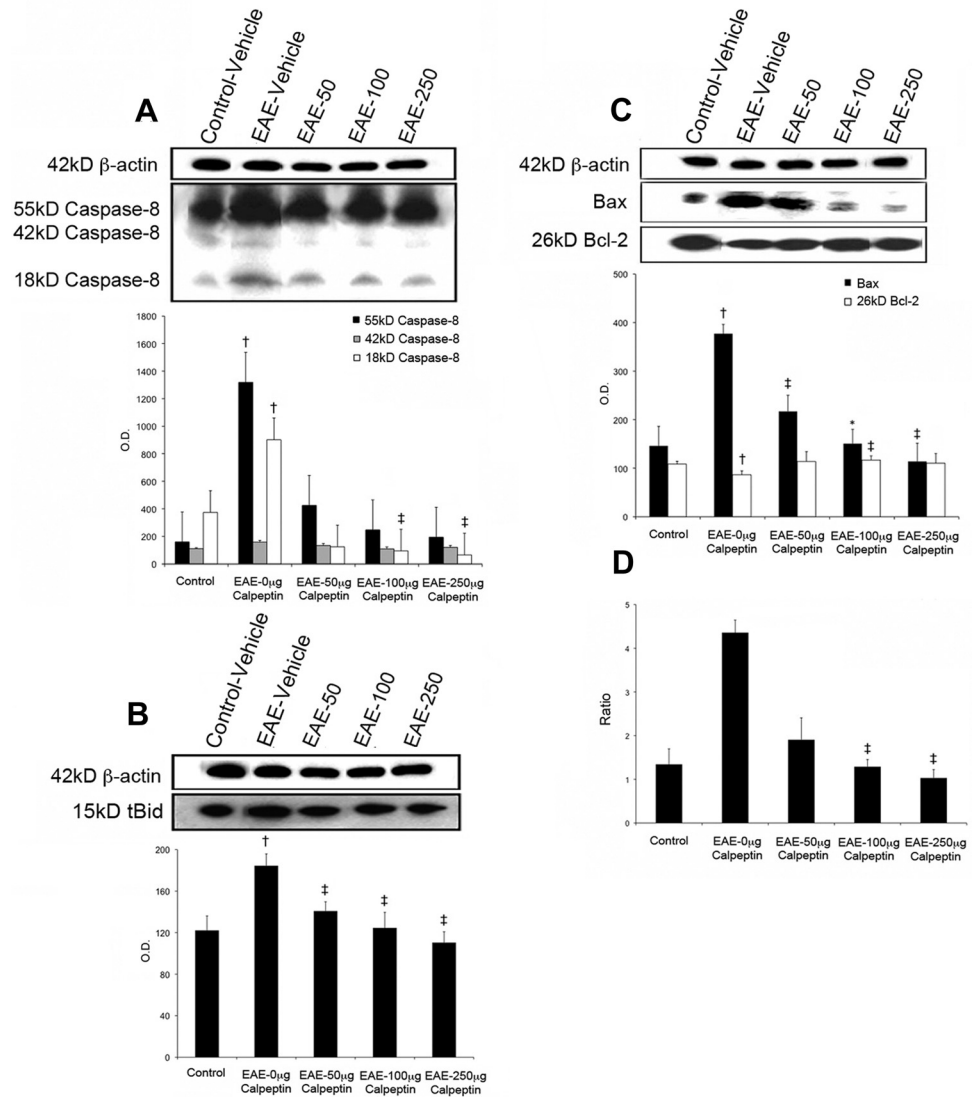 A
Control-Vehicle
EAE-Vehicle
EAE-50
EAE-100
EAE-250
42kD β-actin
55kD Caspase-8
42kD Caspase-8
18kD Caspase-8
1800
1600
1400
1200
1000
800
600
400
200
0
O.D.
55kD Caspase-8
42kD Caspase-8
18kD Caspase-8
†
†
‡
‡
Control
EAE-0µg
Calpeptin
EAE-50µg
Calpeptin
EAE-100µg
Calpeptin
EAE-250µg
Calpeptin
B
Control-Vehicle
EAE-Vehicle
EAE-50
EAE-100
EAE-250
42kD β-actin
15kD tBid
200
160
120
80
40
0
O.D.
†
‡
‡
‡
Control
EAE-0µg
Calpeptin
EAE-50µg
Calpeptin
EAE-100µg
Calpeptin
EAE-250µg
Calpeptin
C
Control-Vehicle
EAE-Vehicle
EAE-50
EAE-100
EAE-250
42kD β-actin
Bax
26kD Bcl-2
500
400
300
200
100
0
O.D.
Bax
26kD Bcl-2
†
†
‡
*
‡
‡
Control
EAE-0µg
Calpeptin
EAE-50µg
Calpeptin
EAE-100µg
Calpeptin
EAE-250µg
Calpeptin
D
5
4
3
2
1
0
Ratio
‡
‡
Control
EAE-0µg
Calpeptin
EAE-50µg
Calpeptin
EAE-100µg
Calpeptin
EAE-250µg
Calpeptin